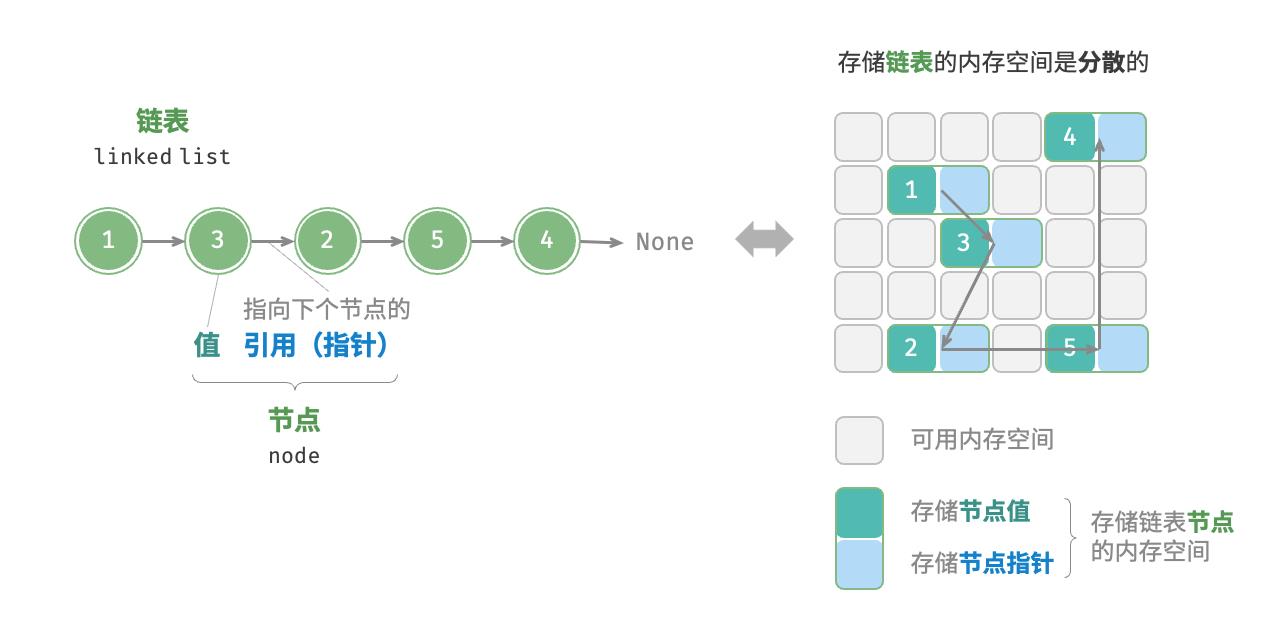 存储链表的内存空间是分散的
链表
linked list
1 3 2 5 4 None
指向下个节点的
值 引用（指针）
节点
node
4
1
3
2 5
可用内存空间
存储节点值
存储节点指针
存储链表节点
的内存空间